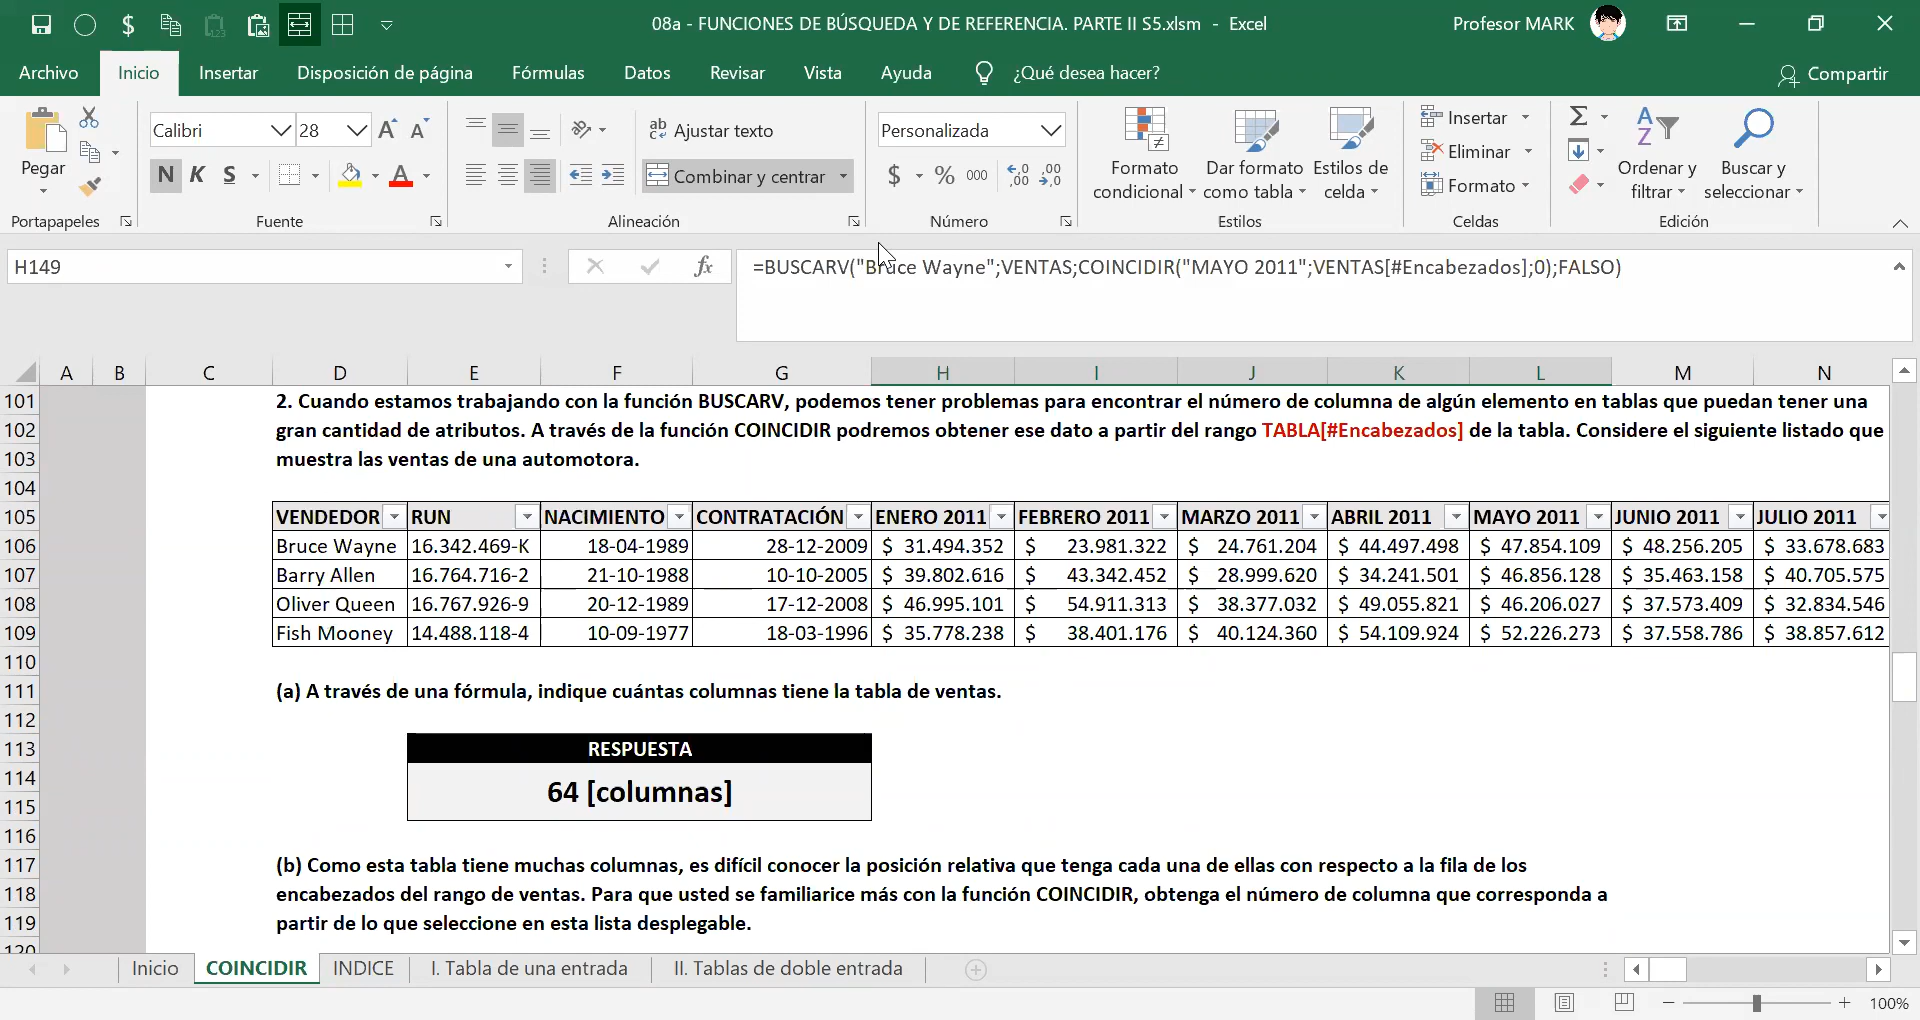 08a - FUNCIONES DE BÚSQUEDA Y DE REFERENCIA. PARTE II S5.xlsm - Excel
Profesor MARK
Archivo Inicio Insertar Disposición de página Fórmulas Datos Revisar Vista Ayuda ¿Qué desea hacer? Compartir
Calibri 28 ab Ajustar texto Personalizada Insertar
Pegar Formato condicional Dar formato como tabla Estilos de celda Eliminar Ordenar y filtrar Buscar y seleccionar
N K S A Combinar y centrar $ % 000 ,00 Formato
Portapapeles Fuente Alineación Número Estilos Celdas Edición
H149 fx =BUSCARV("Bruce Wayne";VENTAS;COINCIDIR("MAYO 2011";VENTAS[#Encabezados];0);FALSO)
A B C D E F G H I J K L M N
101 2. Cuando estamos trabajando con la función BUSCARV, podemos tener problemas para encontrar el número de columna de algún elemento en tablas que puedan tener una
102 gran cantidad de atributos. A través de la función COINCIDIR podremos obtener ese dato a partir del rango TABLA[#Encabezados] de la tabla. Considere el siguiente listado que
103 muestra las ventas de una automotora.
104
105 VENDEDOR RUN NACIMIENTO CONTRATACIÓN ENERO 2011 FEBRERO 2011 MARZO 2011 ABRIL 2011 MAYO 2011 JUNIO 2011 JULIO 2011
106 Bruce Wayne 16.342.469-K 18-04-1989 28-12-2009 $ 31.494.352 $ 23.981.322 $ 24.761.204 $ 44.497.498 $ 47.854.109 $ 48.256.205 $ 33.678.683
107 Barry Allen 16.764.716-2 21-10-1988 10-10-2005 $ 39.802.616 $ 43.342.452 $ 28.999.620 $ 34.241.501 $ 46.856.128 $ 35.463.158 $ 40.705.575
108 Oliver Queen 16.767.926-9 20-12-1989 17-12-2008 $ 46.995.101 $ 54.911.313 $ 38.377.032 $ 49.055.821 $ 46.206.027 $ 37.573.409 $ 32.834.546
109 Fish Mooney 14.488.118-4 10-09-1977 18-03-1996 $ 35.778.238 $ 38.401.176 $ 40.124.360 $ 54.109.924 $ 52.226.273 $ 37.558.786 $ 38.857.612
110
111 (a) A través de una fórmula, indique cuántas columnas tiene la tabla de ventas.
112
113 RESPUESTA
114 64 [columnas]
115
116
117 (b) Como esta tabla tiene muchas columnas, es difícil conocer la posición relativa que tenga cada una de ellas con respecto a la fila de los
118 encabezados del rango de ventas. Para que usted se familiarice más con la función COINCIDIR, obtenga el número de columna que corresponda a
119 partir de lo que seleccione en esta lista desplegable.
120
Inicio COINCIDIR INDICE I. Tabla de una entrada II. Tablas de doble entrada
100%